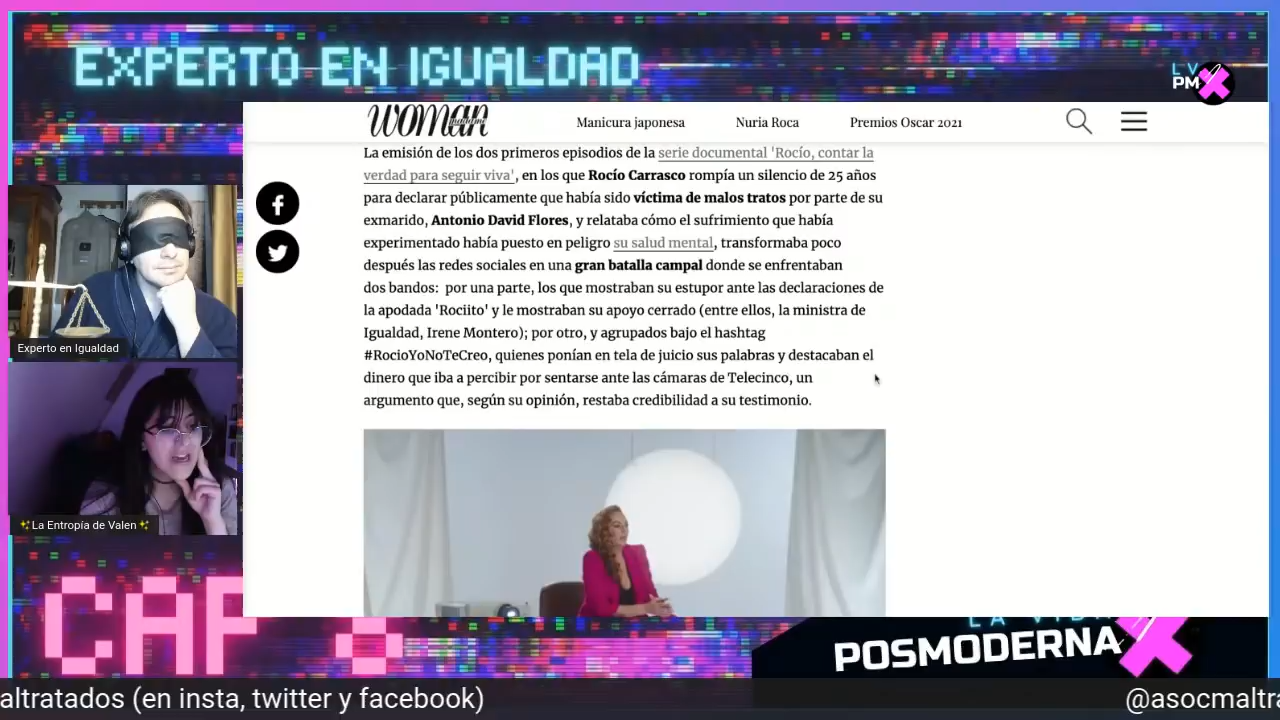 EXPERTO EN IGUALDAD
LV
PM
WOMAN
madame
Manicura japonesa
Nuria Roca
Premios Oscar 2021
La emisión de los dos primeros episodios de la serie documental 'Rocío, contar la
verdad para seguir viva', en los que Rocío Carrasco rompía un silencio de 25 años
para declarar públicamente que había sido víctima de malos tratos por parte de su
exmarido, Antonio David Flores, y relataba cómo el sufrimiento que había
experimentado había puesto en peligro su salud mental, transformaba poco
después las redes sociales en una gran batalla campal donde se enfrentaban
dos bandos:  por una parte, los que mostraban su estupor ante las declaraciones de
la apodada 'Rociito' y le mostraban su apoyo cerrado (entre ellos, la ministra de
Igualdad, Irene Montero); por otro, y agrupados bajo el hashtag
#RocioYoNoTeCreo, quienes ponían en tela de juicio sus palabras y destacaban el
dinero que iba a percibir por sentarse ante las cámaras de Telecinco, un
argumento que, según su opinión, restaba credibilidad a su testimonio.
Experto en Igualdad
✨La Entropía de Valen✨
LA VID
POSMODERNA
altratados (en insta, twitter y facebook)
@asocmaltra